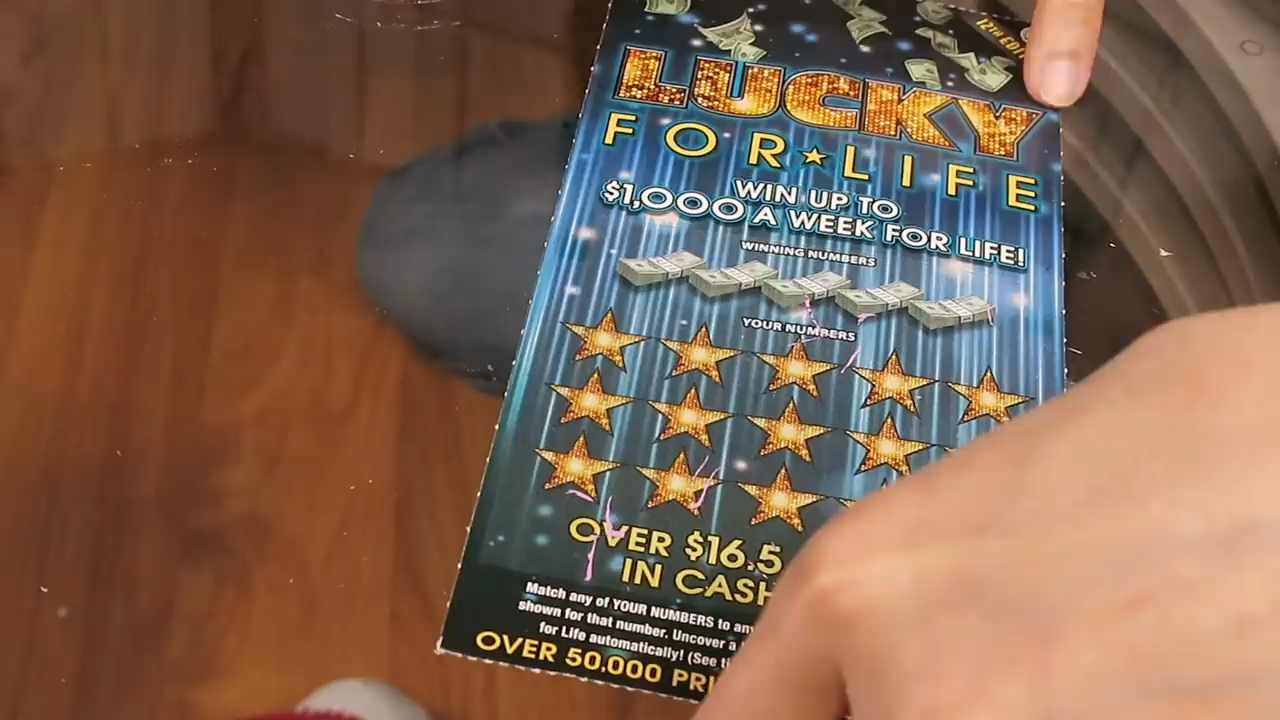 12TH
LUCKY
FOR★LIFE
WIN UP TO
$1,000 A WEEK FOR LIFE!
WINNING NUMBERS
YOUR NUMBERS
OVER $16.5
IN CASH
Match any of YOUR NUMBERS to any
shown for that number. Uncover a
for Life automatically! (See
OVER 50,000